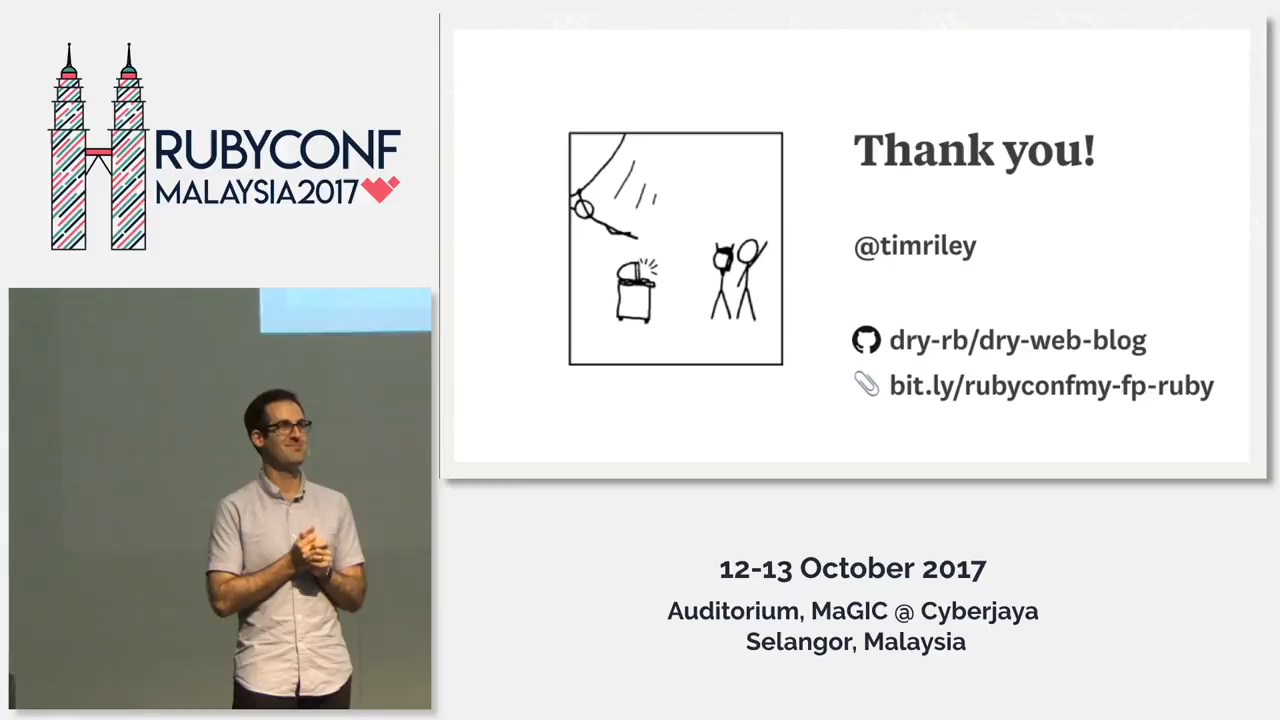 RUBYCONF
MALAYSIA2017
Thank you!
@timriley
dry-rb/dry-web-blog
bit.ly/rubyconfmy-fp-ruby
12-13 October 2017
Auditorium, MaGIC @ Cyberjaya
Selangor, Malaysia